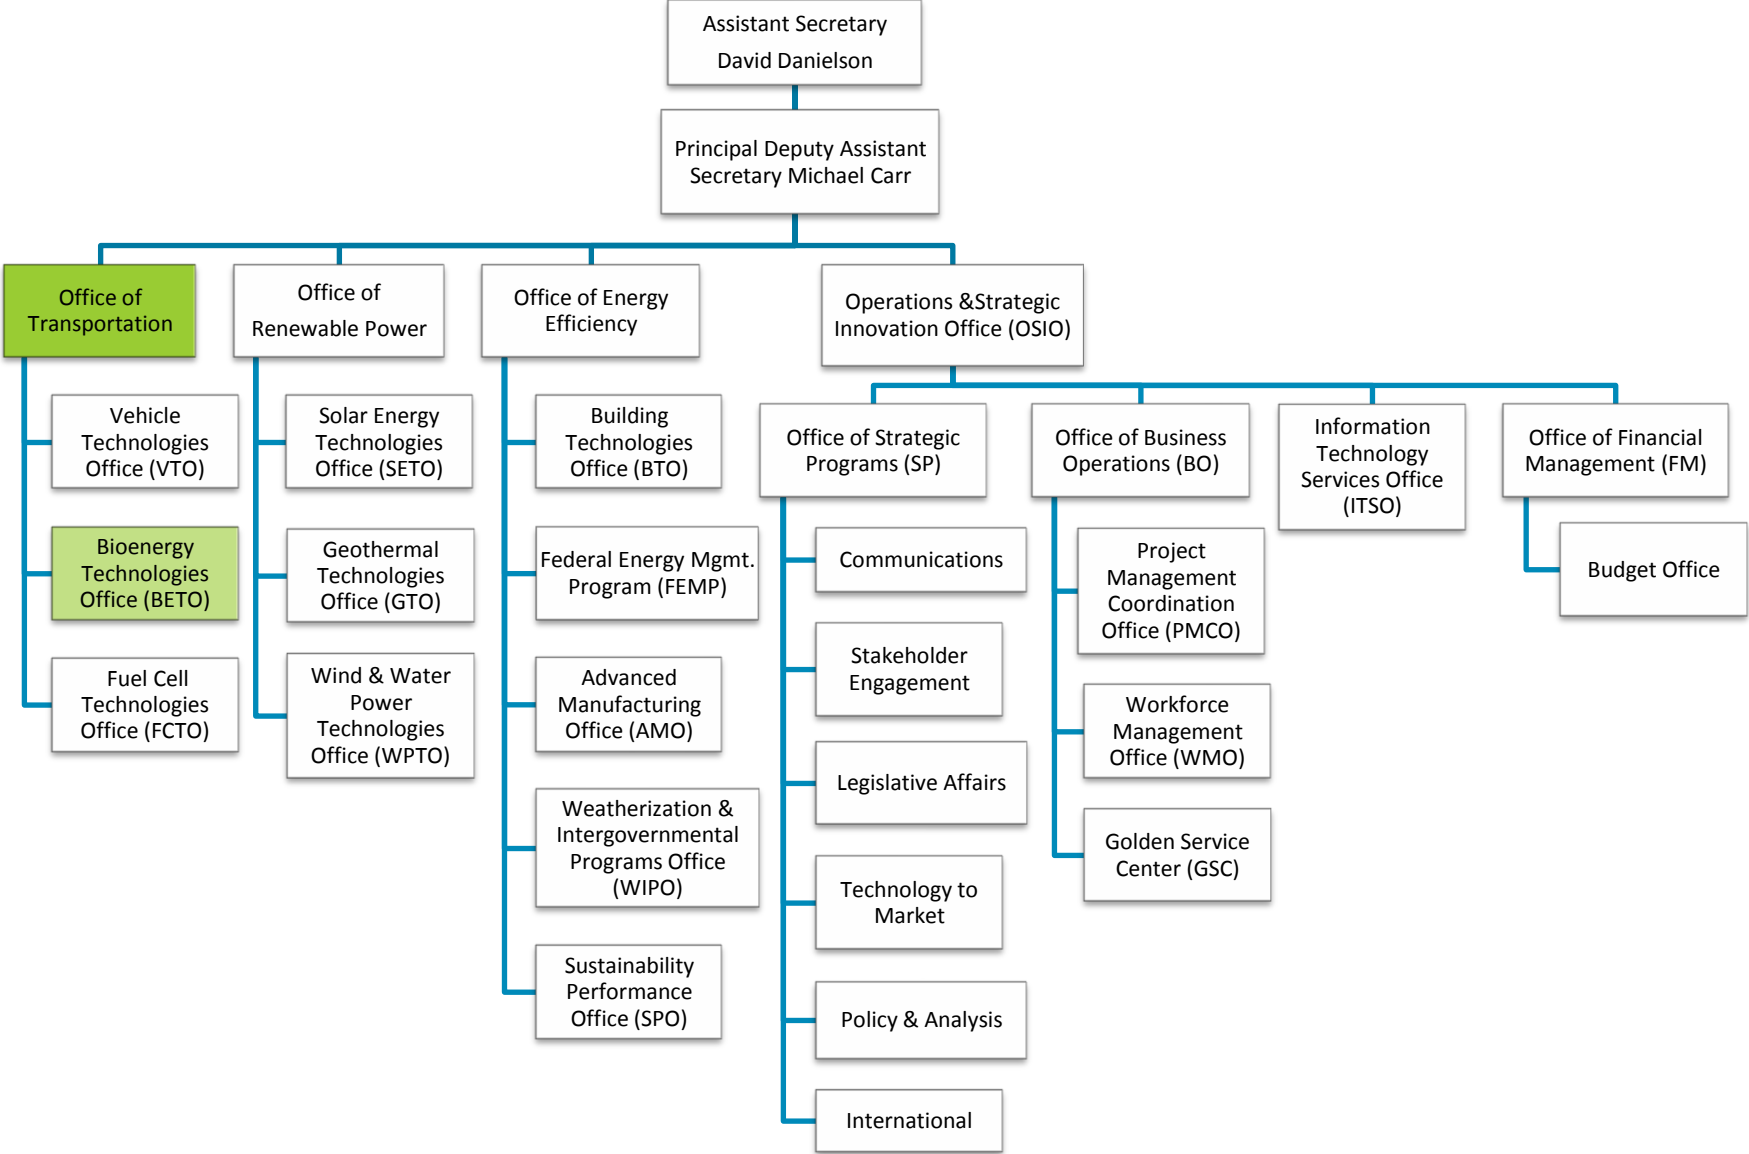 Assistant Secretary
David Danielson
Principal Deputy Assistant
Secretary Michael Carr
Office of
Transportation
Office of
Renewable Power
Office of Energy
Efficiency
Operations &Strategic
Innovation Office (OSIO)
Vehicle
Technologies
Office (VTO)
Bioenergy
Technologies
Office (BETO)
Fuel Cell
Technologies
Office (FCTO)
Solar Energy
Technologies
Office (SETO)
Geothermal
Technologies
Office (GTO)
Wind & Water
Power
Technologies
Office (WPTO)
Building
Technologies
Office (BTO)
Federal Energy Mgmt.
Program (FEMP)
Advanced
Manufacturing
Office (AMO)
Weatherization &
Intergovernmental
Programs Office
(WIPO)
Sustainability
Performance
Office (SPO)
Office of Strategic
Programs (SP)
Communications
Stakeholder
Engagement
Legislative Affairs
Technology to
Market
Policy & Analysis
International
Office of Business
Operations (BO)
Project
Management
Coordination
Office (PMCO)
Workforce
Management
Office (WMO)
Golden Service
Center (GSC)
Information
Technology
Services Office
(ITSO)
Office of Financial
Management (FM)
Budget Office